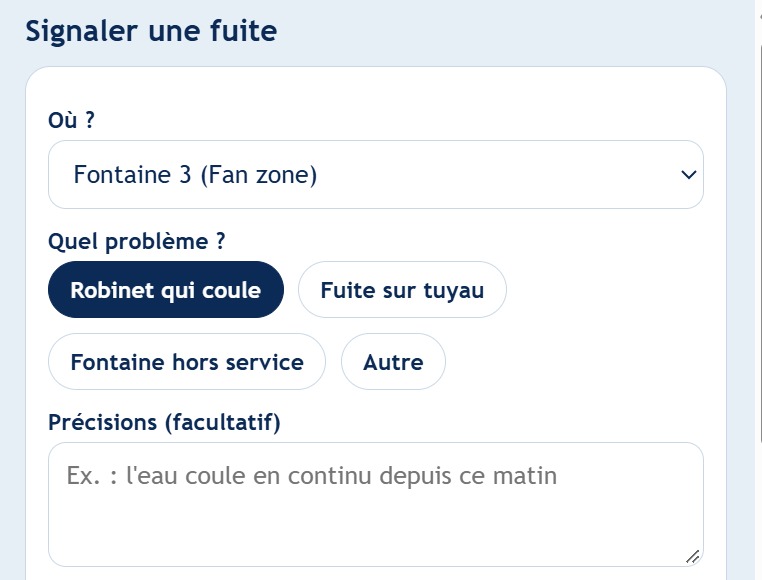 Signaler une fuite
Où ?
Fontaine 3 (Fan zone)
Quel problème ?
Robinet qui coule
Fuite sur tuyau
Fontaine hors service
Autre
Précisions (facultatif)
Ex. : l'eau coule en continu depuis ce matin